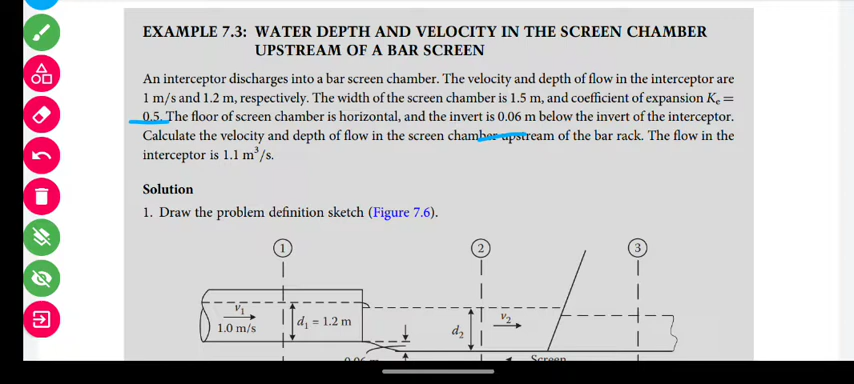 EXAMPLE 7.3: WATER DEPTH AND VELOCITY IN THE SCREEN CHAMBER
UPSTREAM OF A BAR SCREEN
An interceptor discharges into a bar screen chamber. The velocity and depth of flow in the interceptor are
1 m/s and 1.2 m, respectively. The width of the screen chamber is 1.5 m, and coefficient of expansion Kₑ =
0.5. The floor of screen chamber is horizontal, and the invert is 0.06 m below the invert of the interceptor.
Calculate the velocity and depth of flow in the screen chamber upstream of the bar rack. The flow in the
interceptor is 1.1 m³/s.
Solution
1. Draw the problem definition sketch (Figure 7.6).
1 2 3
v₁
1.0 m/s
d₁ = 1.2 m
v₂
d₂
0.06 m
Screen